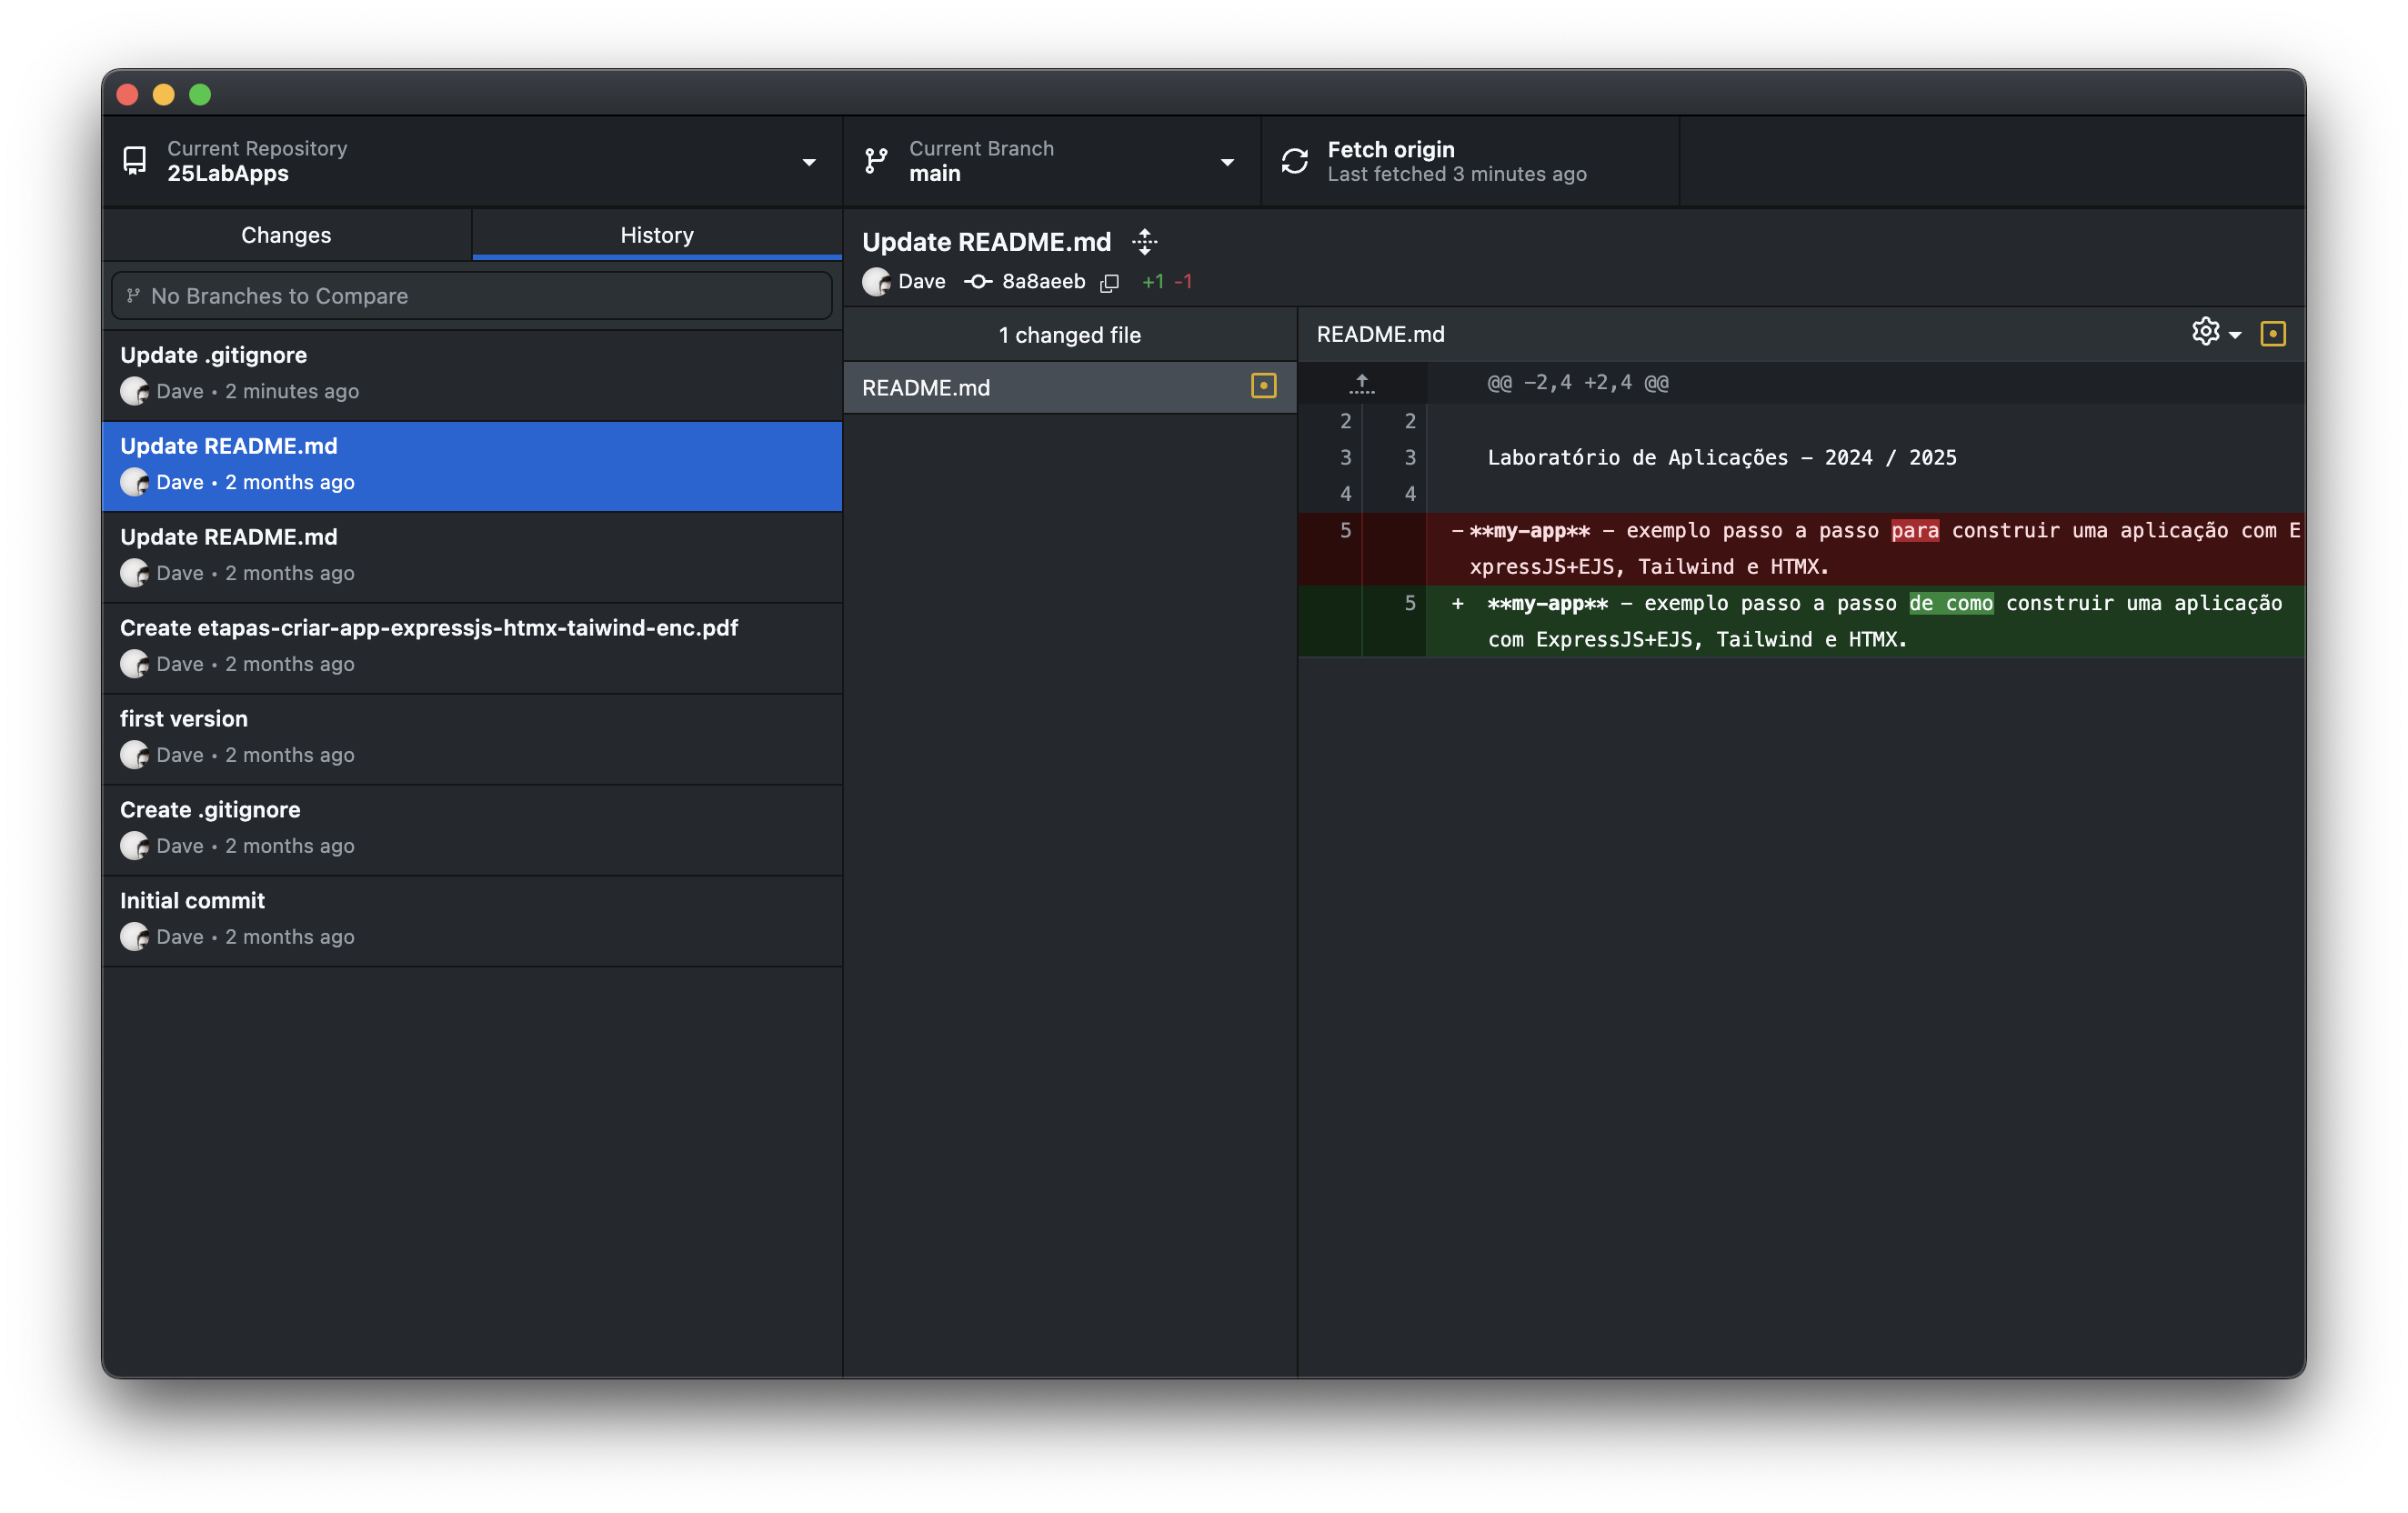 Current Repository
25LabApps
Current Branch
main
Fetch origin
Last fetched 3 minutes ago
Changes
History
No Branches to Compare
Update .gitignore
Dave • 2 minutes ago
Update README.md
Dave • 2 months ago
Update README.md
Dave • 2 months ago
Create etapas-criar-app-expressjs-htmx-taiwind-enc.pdf
Dave • 2 months ago
first version
Dave • 2 months ago
Create .gitignore
Dave • 2 months ago
Initial commit
Dave • 2 months ago
Update README.md
Dave 8a8aeeb +1 -1
1 changed file
README.md
README.md
@@ -2,4 +2,4 @@
2 2
3 3 Laboratório de Aplicações – 2024 / 2025
4 4
5 -**my-app** – exemplo passo a passo para construir uma aplicação com E
xpressJS+EJS, Tailwind e HTMX.
5 + **my-app** – exemplo passo a passo de como construir uma aplicação
com ExpressJS+EJS, Tailwind e HTMX.